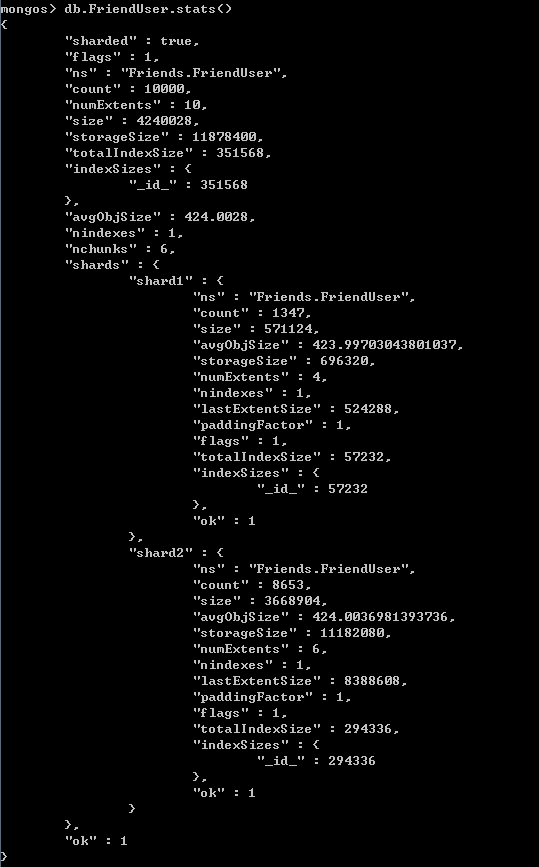 mongos> db.FriendUser.stats()
{
        "sharded" : true,
        "flags" : 1,
        "ns" : "Friends.FriendUser",
        "count" : 10000,
        "numExtents" : 10,
        "size" : 4240028,
        "storageSize" : 11878400,
        "totalIndexSize" : 351568,
        "indexSizes" : {
                "_id_" : 351568
        },
        "avgObjSize" : 424.0028,
        "nindexes" : 1,
        "nchunks" : 6,
        "shards" : {
                "shard1" : {
                        "ns" : "Friends.FriendUser",
                        "count" : 1347,
                        "size" : 571124,
                        "avgObjSize" : 423.99703043801037,
                        "storageSize" : 696320,
                        "numExtents" : 4,
                        "nindexes" : 1,
                        "lastExtentSize" : 524288,
                        "paddingFactor" : 1,
                        "flags" : 1,
                        "totalIndexSize" : 57232,
                        "indexSizes" : {
                                "_id_" : 57232
                        },
                        "ok" : 1
                },
                "shard2" : {
                        "ns" : "Friends.FriendUser",
                        "count" : 8653,
                        "size" : 3668904,
                        "avgObjSize" : 424.0036981393736,
                        "storageSize" : 11182080,
                        "numExtents" : 6,
                        "nindexes" : 1,
                        "lastExtentSize" : 8388608,
                        "paddingFactor" : 1,
                        "flags" : 1,
                        "totalIndexSize" : 294336,
                        "indexSizes" : {
                                "_id_" : 294336
                        },
                        "ok" : 1
                }
        },
        "ok" : 1
}